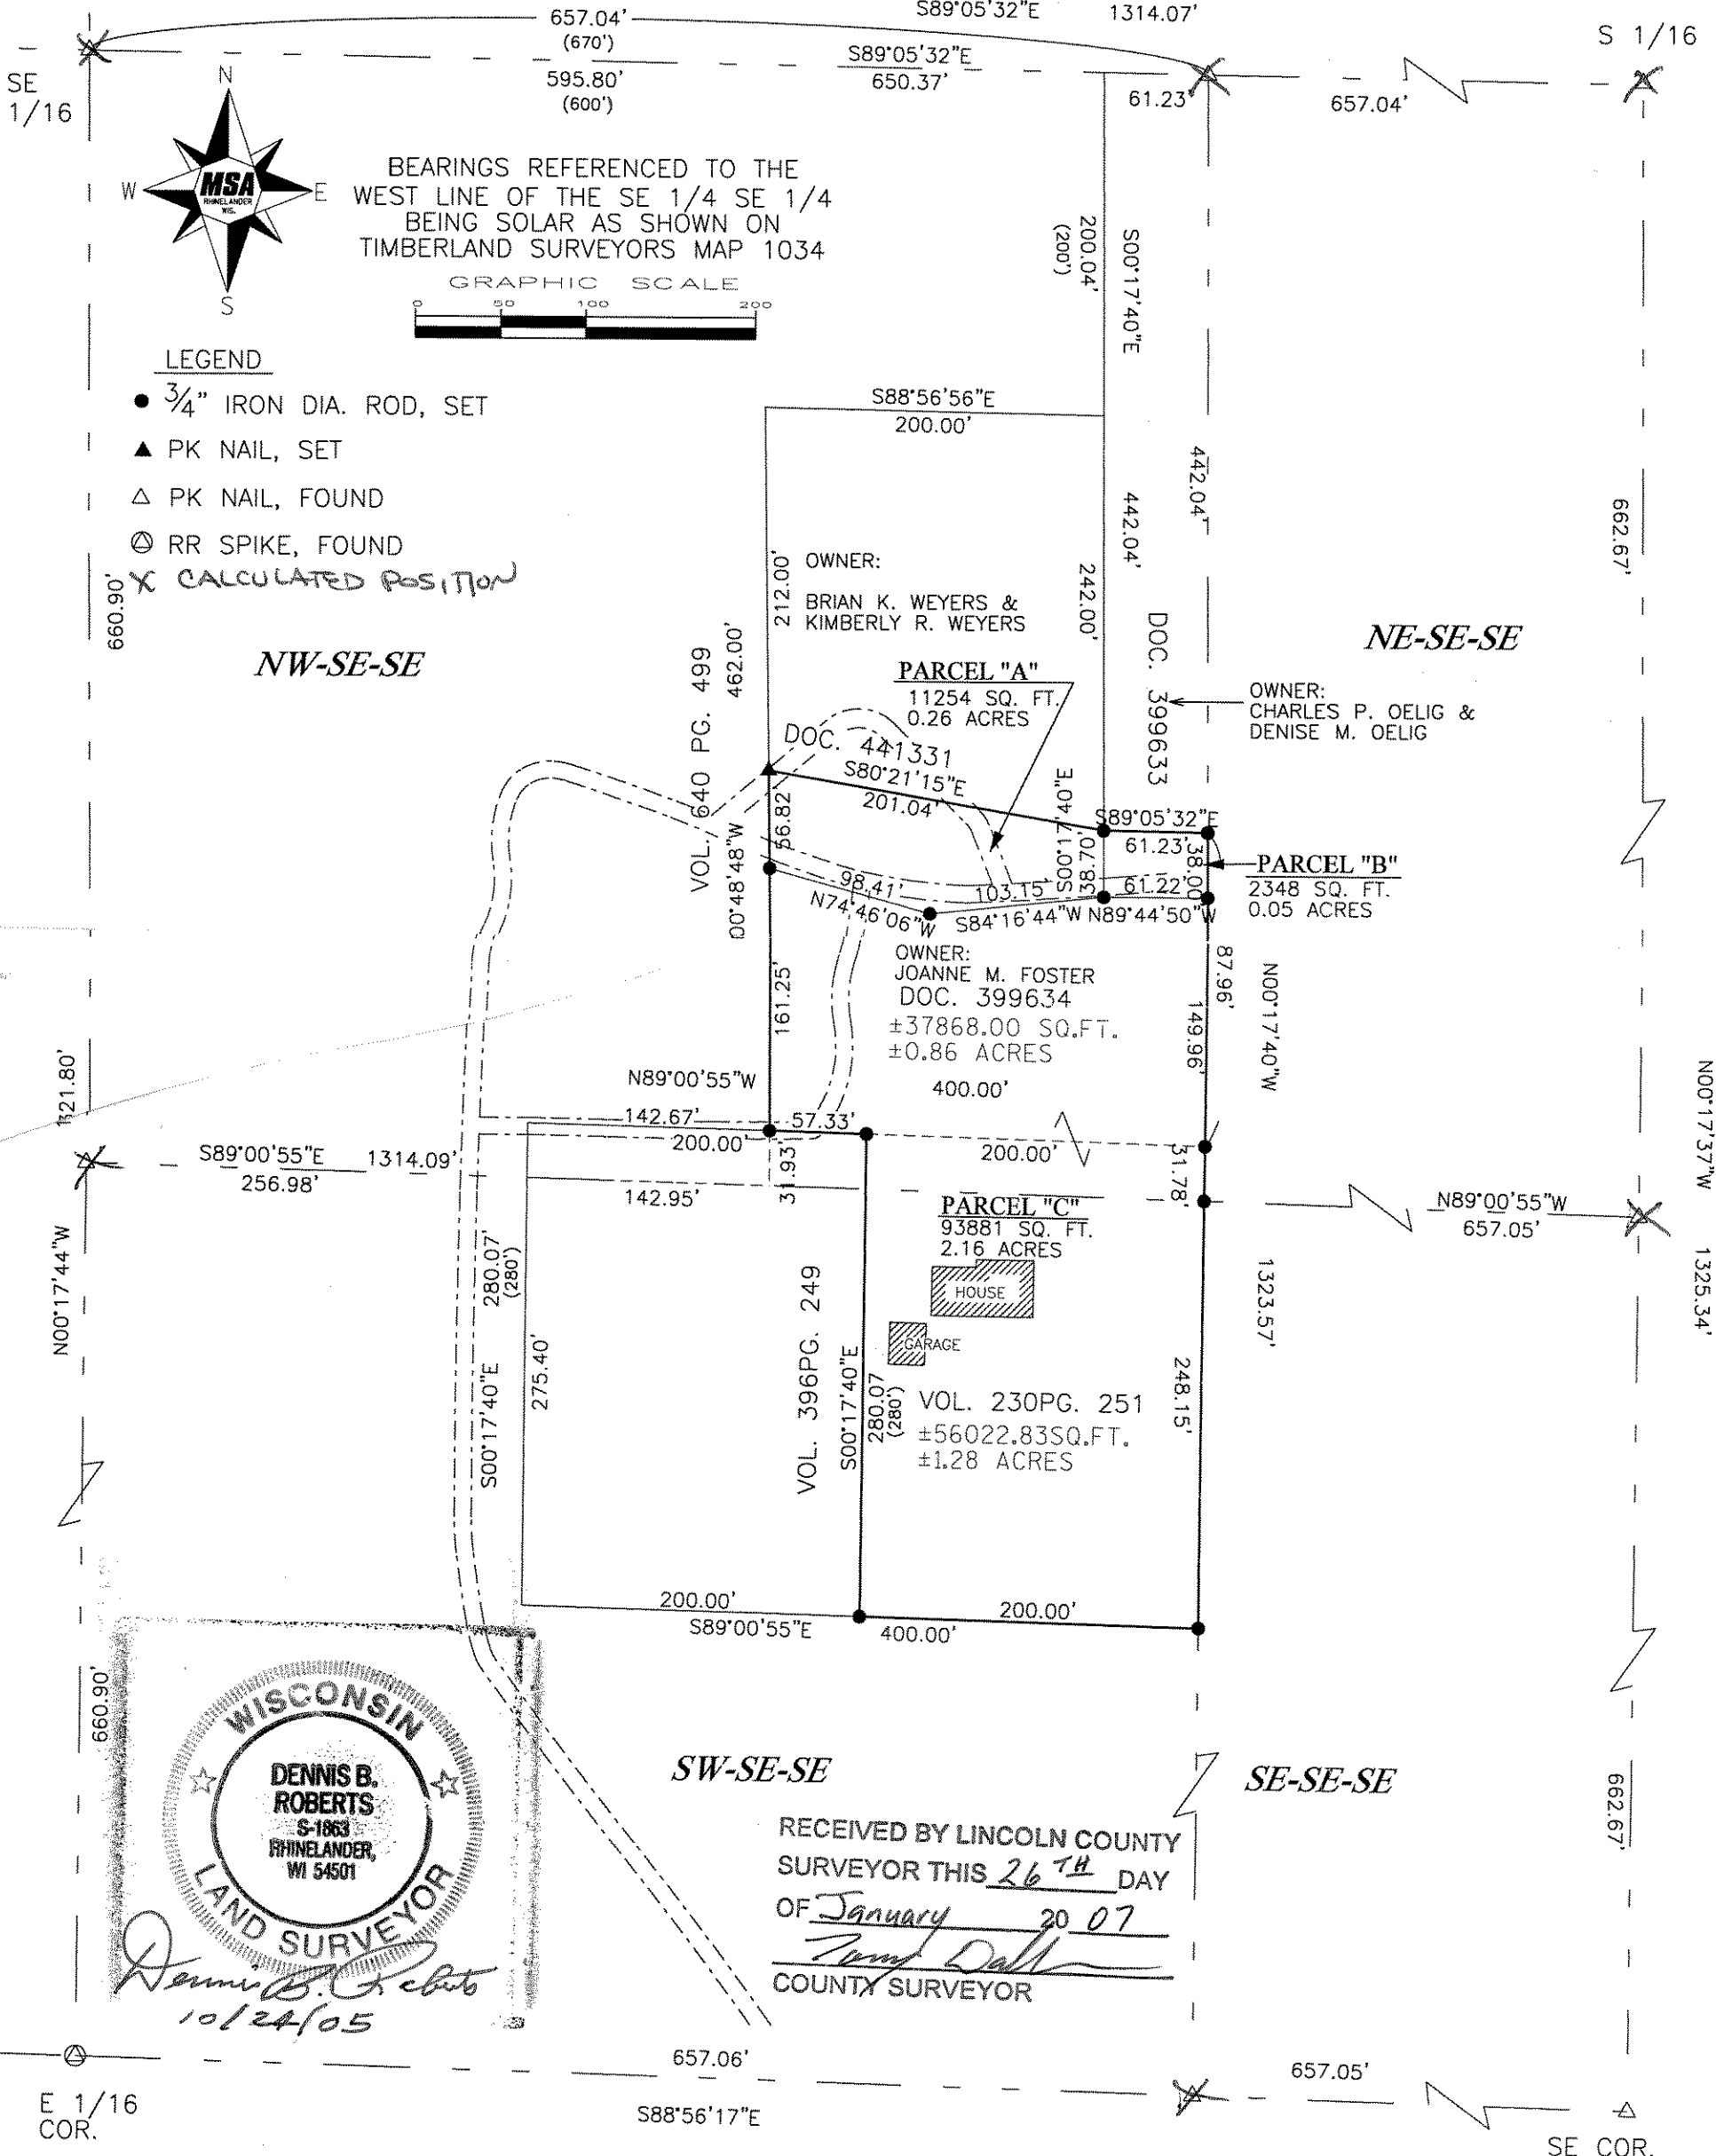 657.04'
(670')
S89°05'32"E 1314.07'
S 1/16
SE
1/16
595.80'
(600')
S89°05'32"E
650.37'
61.23'
657.04'
N
W
E
S
MSA
RHINELANDER
WIS.
BEARINGS REFERENCED TO THE
WEST LINE OF THE SE 1/4 SE 1/4
BEING SOLAR AS SHOWN ON
TIMBERLAND SURVEYORS MAP 1034
GRAPHIC SCALE
0 50 100 200
LEGEND
3/4" IRON DIA. ROD, SET
PK NAIL, SET
PK NAIL, FOUND
RR SPIKE, FOUND
X CALCULATED POSITION
200.04'
(200')
S00°17'40"E
S88°56'56"E
200.00'
442.04'
442.04'
242.00'
662.67'
660.90'
212.00'
462.00'
OWNER:
BRIAN K. WEYERS &
KIMBERLY R. WEYERS
NW-SE-SE
NE-SE-SE
VOL. 640 PG. 499
PARCEL "A"
11254 SQ. FT.
0.26 ACRES
DOC. 399633
OWNER:
CHARLES P. OELIG &
DENISE M. OELIG
DOC. 441331
S80°21'15"E
201.04'
S00°17'40"E
38.70'
S89°05'32"E
61.23'
38.00'
PARCEL "B"
2348 SQ. FT.
0.05 ACRES
56.82
00°48'48"W
98.41'
N74°46'06"W
103.15'
S84°16'44"W
61.22'
N89°44'50"W
OWNER:
JOANNE M. FOSTER
DOC. 399634
±37868.00 SQ.FT.
±0.86 ACRES
400.00'
161.25'
87.96'
149.96'
N00°17'40"W
N89°00'55"W
142.67'
57.33'
200.00'
200.00'
31.93'
31.78'
1321.80'
S89°00'55"E 1314.09'
256.98'
142.95'
N00°17'37"W 1325.34'
N89°00'55"W
657.05'
PARCEL "C"
93881 SQ. FT.
2.16 ACRES
HOUSE
GARAGE
N00°17'44"W
280.07'
(280')
S00°17'40"E
275.40'
VOL. 396PG. 249
S00°17'40"E
280.07
(280')
VOL. 230PG. 251
±56022.83SQ.FT.
±1.28 ACRES
248.15'
1323.57'
200.00'
S89°00'55"E
200.00'
400.00'
660.90'
662.67'
WISCONSIN
DENNIS B.
ROBERTS
S-1863
RHINELANDER,
WI 54501
LAND SURVEYOR
Dennis B. Roberts
10/24/05
SW-SE-SE
SE-SE-SE
RECEIVED BY LINCOLN COUNTY
SURVEYOR THIS 26TH DAY
OF January 20 07
COUNTY SURVEYOR
657.06'
S88°56'17"E
657.05'
E 1/16
COR.
SE COR.